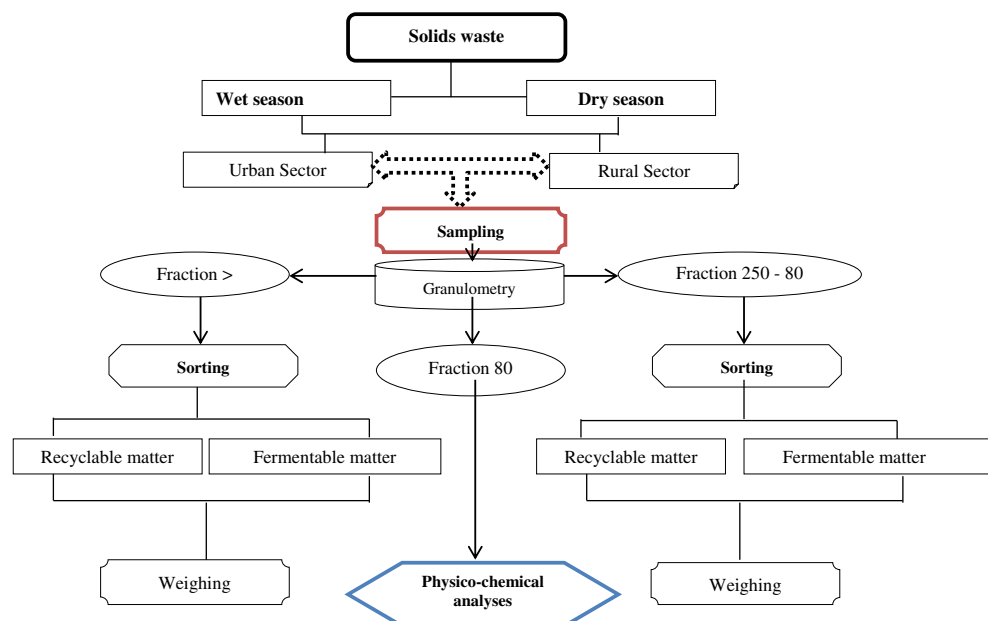 Solids waste
Wet season
Dry season
Urban Sector
Rural Sector
Sampling
Fraction >
Granulometry
Fraction 250 - 80
Sorting
Fraction 80
Sorting
Recyclable matter
Fermentable matter
Recyclable matter
Fermentable matter
Weighing
Physico-chemical
analyses
Weighing